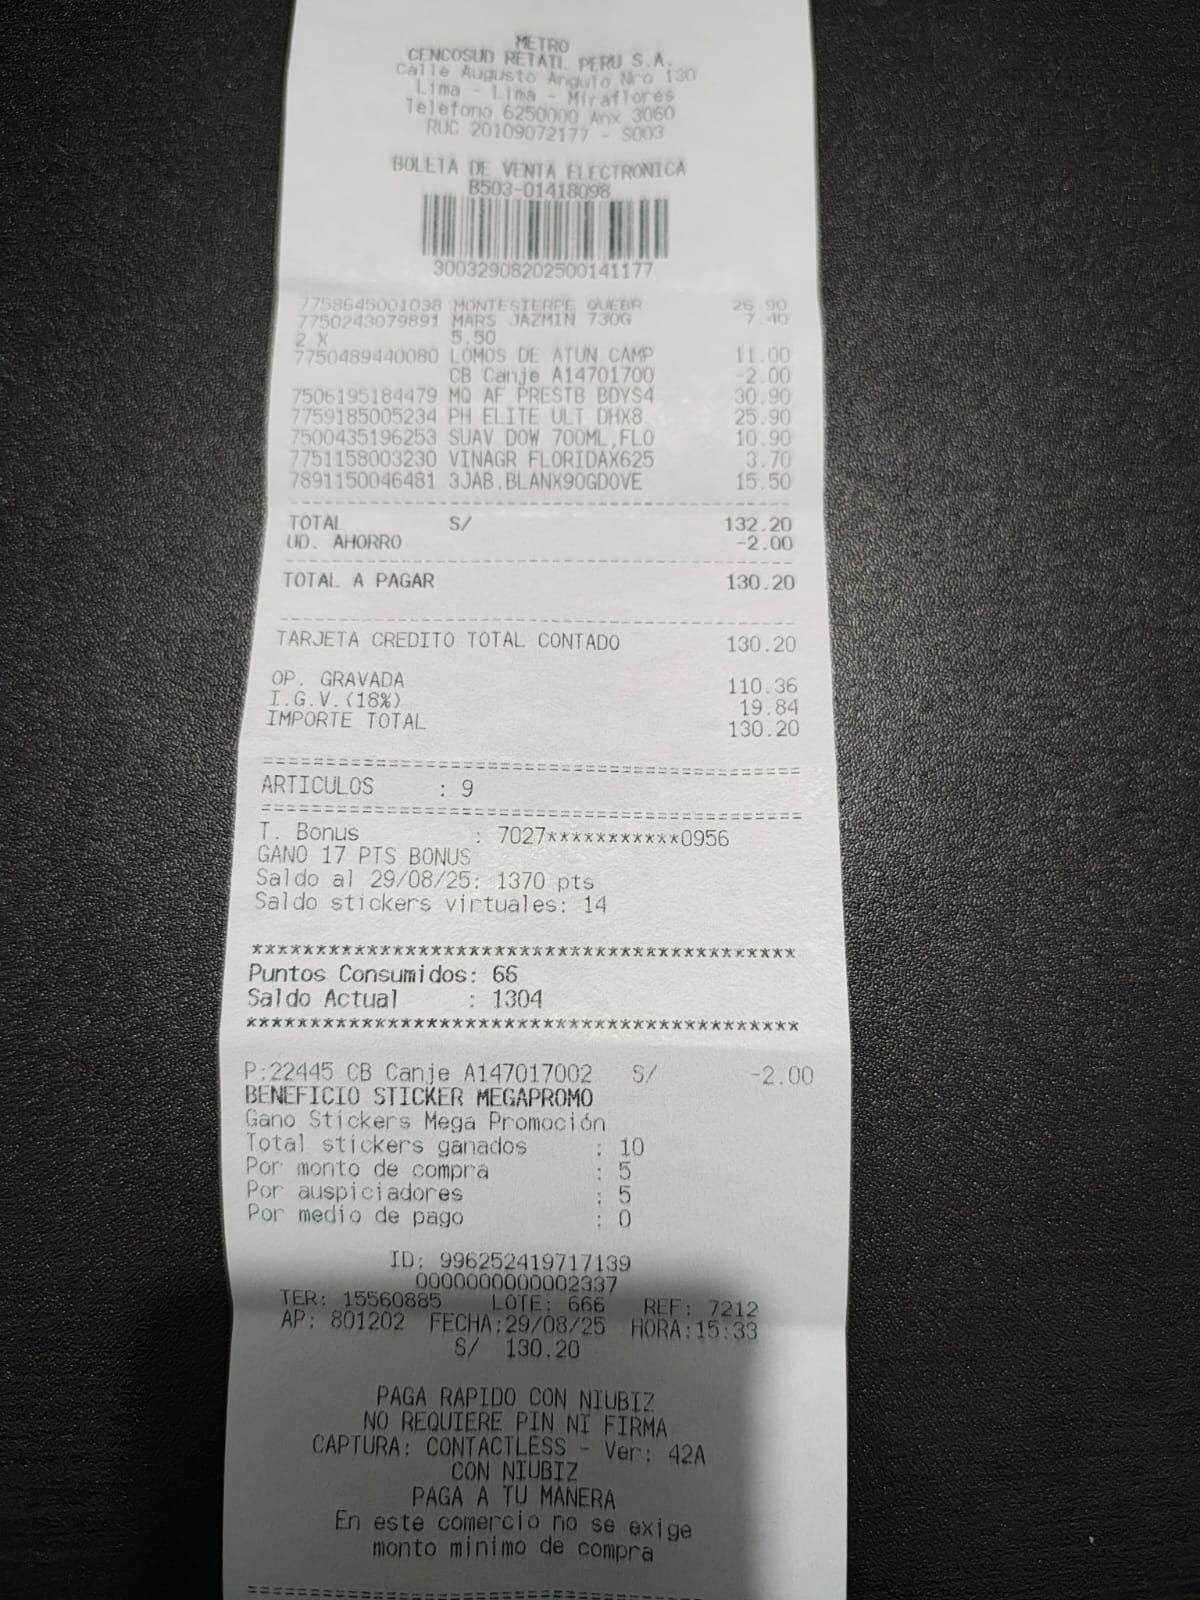 METRO
CENCOSUD RETAIL PERU S.A.
Calle Augusto Angulo Nro 130
Lima - Lima - Miraflores
Telefono 6250000 Anx 3060
RUC 20109072177 - S003
BOLETA DE VENTA ELECTRONICA
B503-01418098
30032908202500141177
7758645001038 MONTESIERPE QUEBR 26.90
7750243079891 MARS JAZMIN 730G 7.40
2 X 5.50
7750489440080 LOMOS DE ATUN CAMP 11.00
CB Canje A14701700 -2.00
7506195184479 MQ AF PRESTB BDYS4 30.90
7759185005234 PH ELITE ULT DHX8 25.90
7500435196253 SUAV DOW 700ML,FLO 10.90
7751158003230 VINAGR FLORIDAX625 3.70
7891150046481 3JAB.BLANX90GDOVE 15.50
TOTAL S/ 132.20
UD. AHORRO -2.00
TOTAL A PAGAR 130.20
TARJETA CREDITO TOTAL CONTADO 130.20
OP. GRAVADA 110.36
I.G.V.(18%) 19.84
IMPORTE TOTAL 130.20
ARTICULOS : 9
T. Bonus : 7027***********0956
GANO 17 PTS BONUS
Saldo al 29/08/25: 1370 pts
Saldo stickers virtuales: 14
*******************************************
Puntos Consumidos: 66
Saldo Actual : 1304
*******************************************
P:22445 CB Canje A147017002 S/ -2.00
BENEFICIO STICKER MEGAPROMO
Gano Stickers Mega Promoción
Total stickers ganados : 10
Por monto de compra : 5
Por auspiciadores : 5
Por medio de pago : 0
ID: 996252419717139
0000000000002337
TER: 15560885 LOTE: 666 REF: 7212
AP: 801202 FECHA:29/08/25 HORA:15:33
S/ 130.20
PAGA RAPIDO CON NIUBIZ
NO REQUIERE PIN NI FIRMA
CAPTURA: CONTACTLESS - Ver: 42A
CON NIUBIZ
PAGA A TU MANERA
En este comercio no se exige
monto minimo de compra